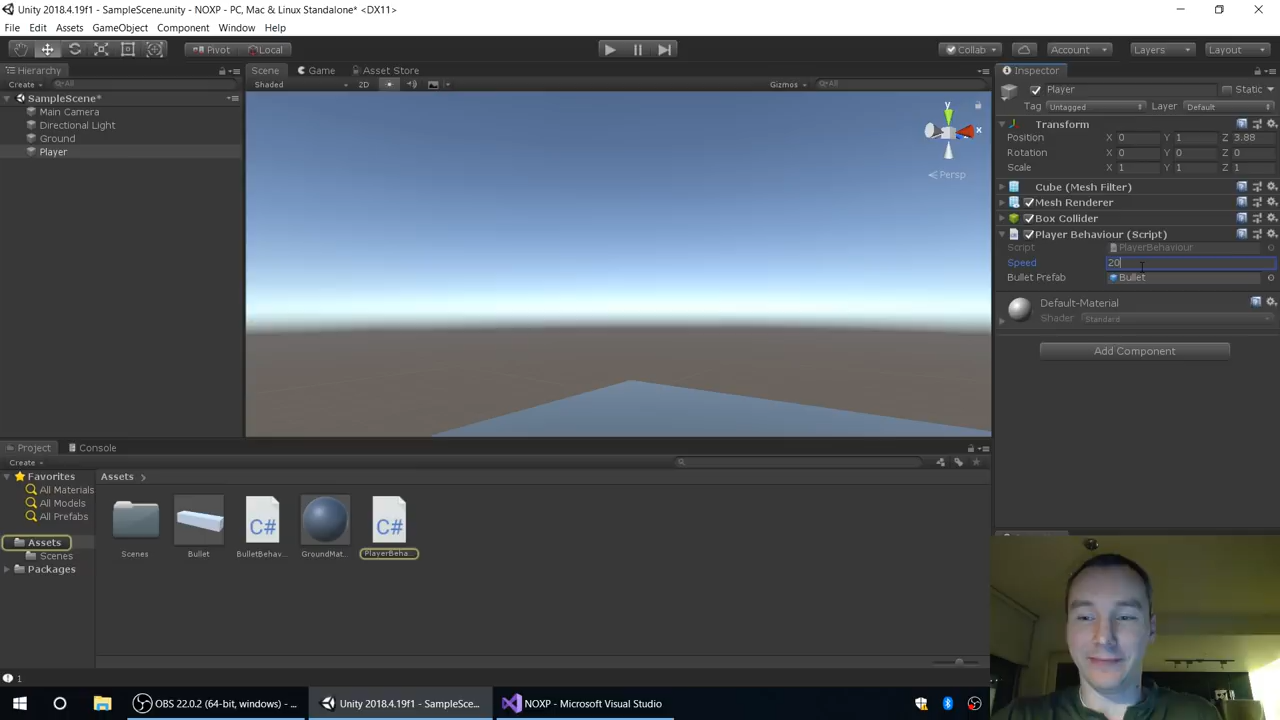 Unity 2018.4.19f1 - SampleScene.unity - NOXP - PC, Mac & Linux Standalone* <DX11>
File Edit Assets GameObject Component Window Help
Pivot Local Collab Account Layers Layout
Hierarchy
Create All
SampleScene*
Main Camera
Directional Light
Ground
Player
Scene Game Asset Store
Shaded 2D Gizmos All
y
x
Persp
Inspector
Player Static
Tag Untagged Layer Default
Transform
Position X 0 Y 1 Z 3.88
Rotation X 0 Y 0 Z 0
Scale X 1 Y 1 Z 1
Cube (Mesh Filter)
Mesh Renderer
Box Collider
Player Behaviour (Script)
Script PlayerBehaviour
Speed 20
Bullet Prefab Bullet
Default-Material
Shader Standard
Add Component
Project Console
Create
Favorites
All Materials
All Models
All Prefabs
Assets
Scenes
Packages
Assets
Scenes Bullet BulletBehav... GroundMat... PlayerBeha...
C# C#
1
OBS 22.0.2 (64-bit, windows) - ... Unity 2018.4.19f1 - SampleSce... NOXP - Microsoft Visual Studio